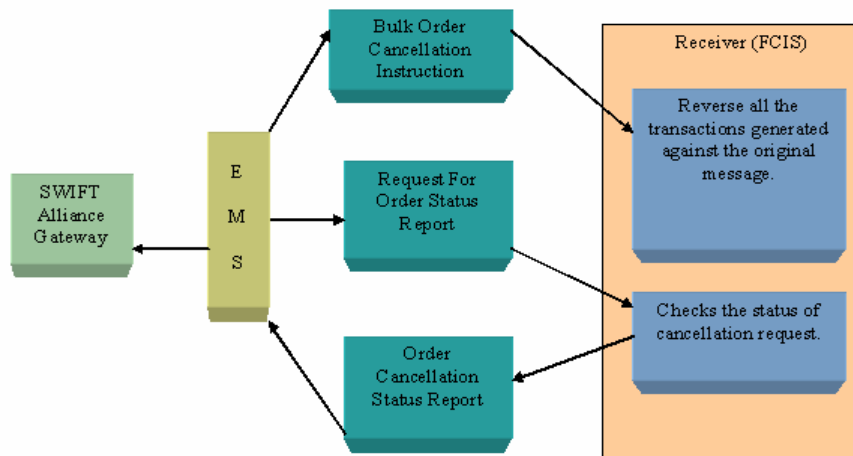 SWIFT
Alliance
Gateway
E
M
S
Bulk Order
Cancellation
Instruction
Request For
Order Status
Report
Order
Cancellation
Status Report
Receiver (FCIS)
Reverse all the
transactions generated
against the original
message.
Checks the status of
cancellation request.